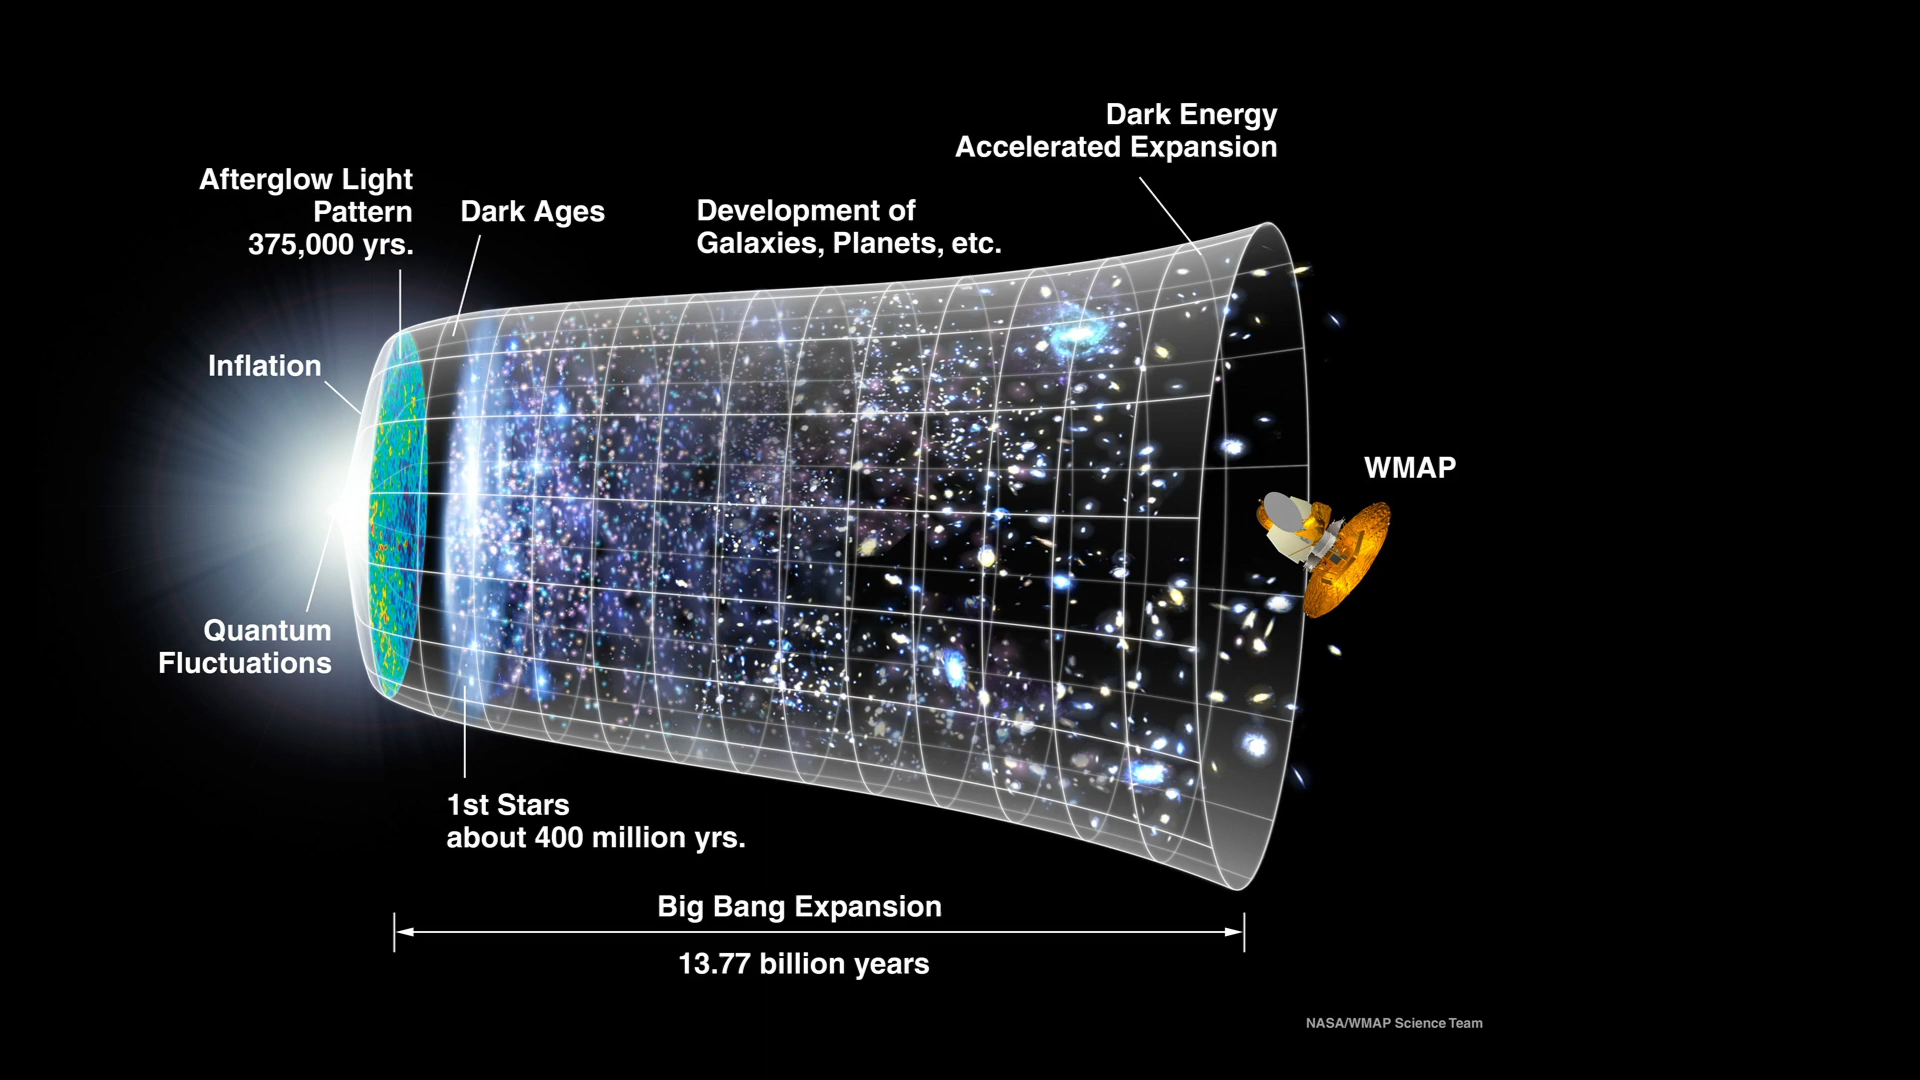 Dark Energy
Accelerated Expansion
Afterglow Light
Pattern
375,000 yrs.
Dark Ages
Development of
Galaxies, Planets, etc.
Inflation
WMAP
Quantum
Fluctuations
1st Stars
about 400 million yrs.
Big Bang Expansion
13.77 billion years
NASA/WMAP Science Team